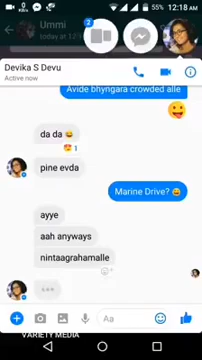 55% 12:18 AM
Ummi
today at 12:
2
Devika S Devu
Active now
Avide bhyngara crowded alle
da da 😄
😍 1
pine evda
Marine Drive? 😄
ayye
aah anyways
nintaagrahamalle
Aa
VARIETY MEDIA